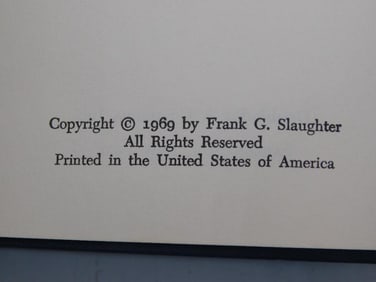 Copyright © 1969 by Frank G. Slaughter
All Rights Reserved
Printed in the United States of America